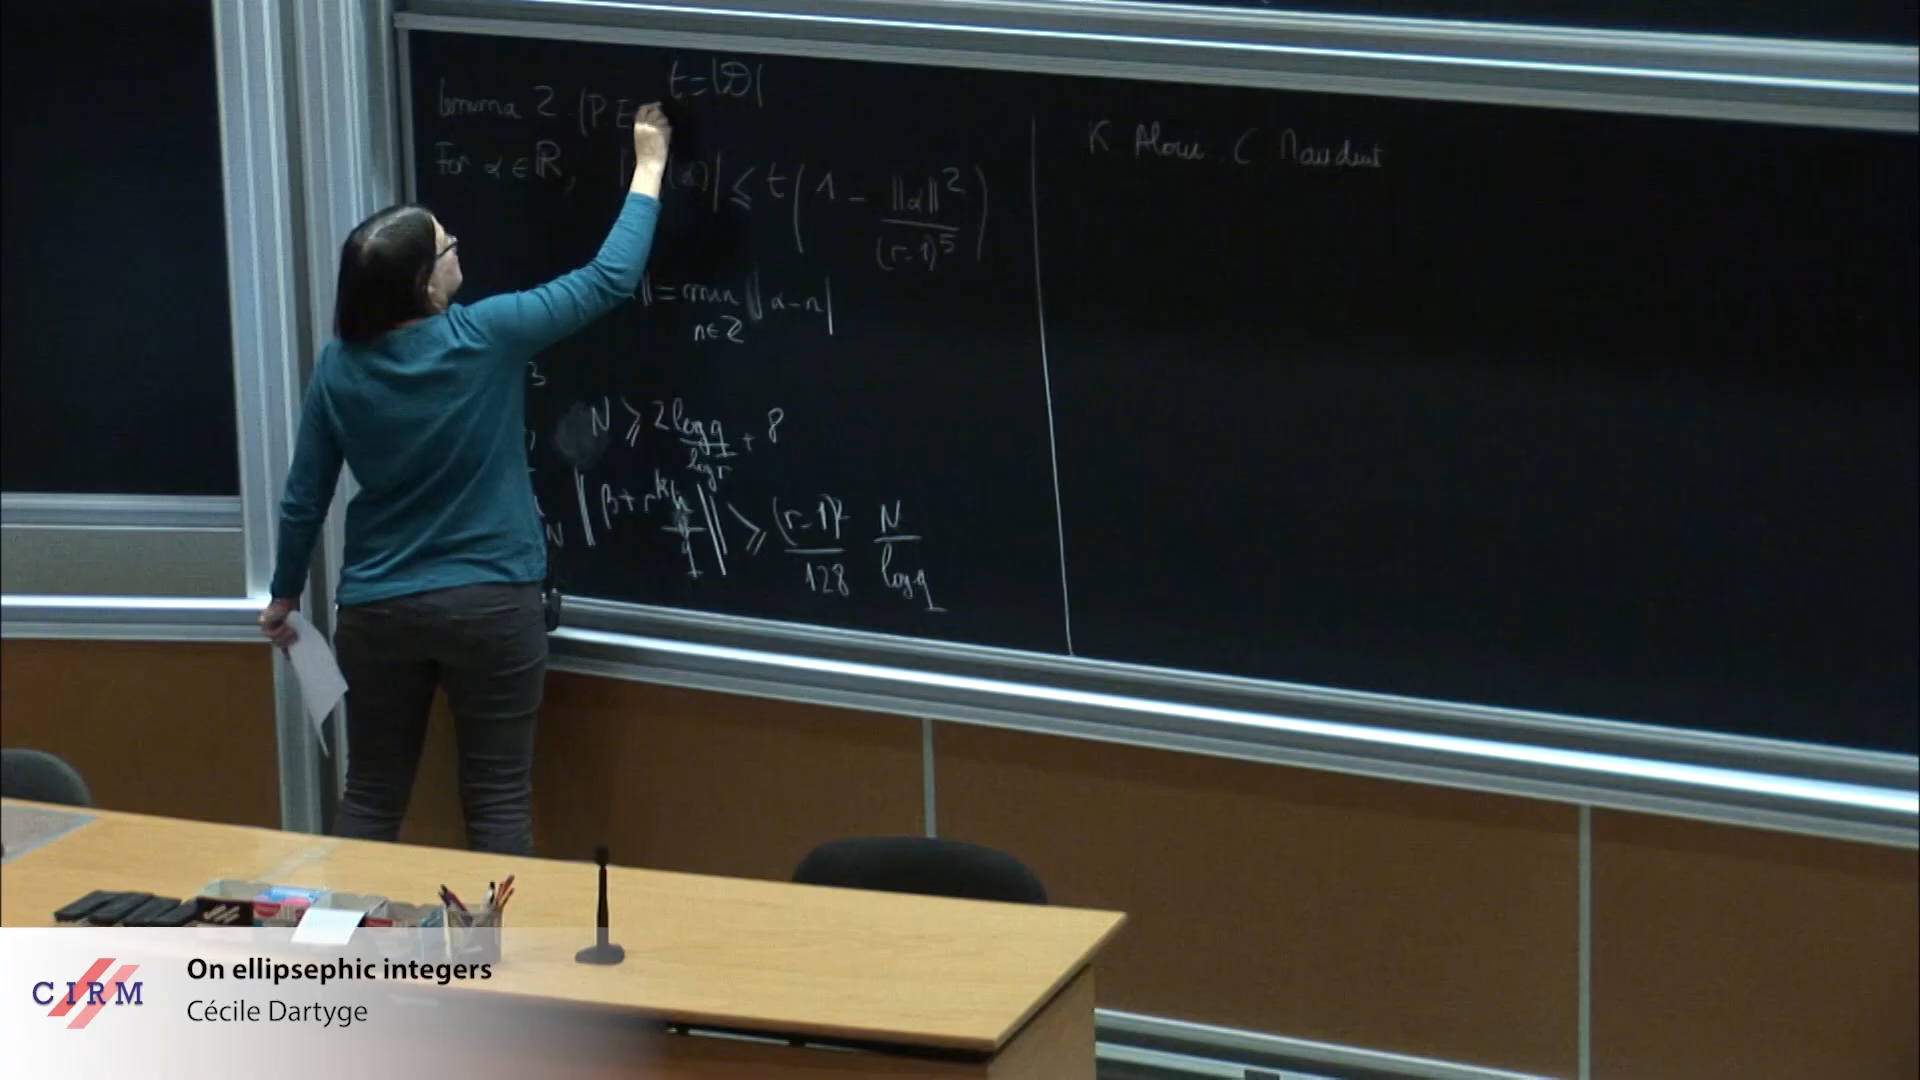 t = |𝒟|
Lemma 2. (P. E
For α ∈ ℝ, | (α)| ⩽ t(1 - ‖α‖² / (r-1)⁵)
‖ = min ‖ α - n|
n ∈ ℤ
3
N ⩾ 2 log q / log r + 8
N ‖ β + r^k h / q ‖ ⩾ (r-1)² / 128 N / log q
K Aloui. C Mauduit
CIRM
On ellipsephic integers
Cécile Dartyge